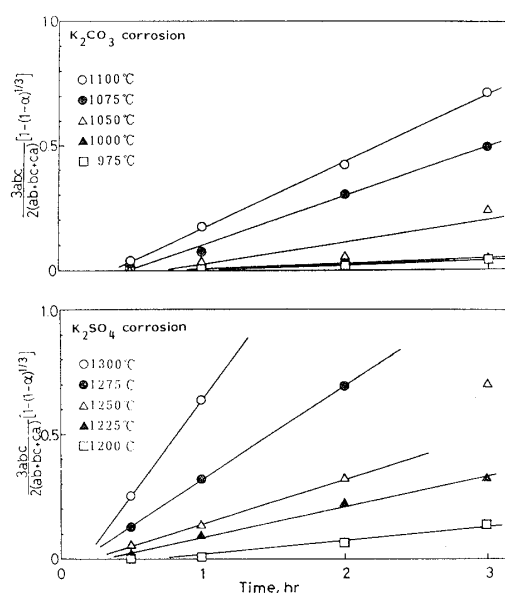 K2CO3 corrosion
1.0
○1100℃
●1075℃
△1050℃
▲1000℃
□ 975℃
0.5
3abc/2(ab+bc+ca)[1-(1-α)1/3]
0
K2SO4 corrosion
1.0
○1300℃
●1275℃
△1250℃
▲1225℃
□1200℃
0.5
3abc/2(ab+bc+ca)[1-(1-α)1/3]
0
0 1 2 3
Time, hr